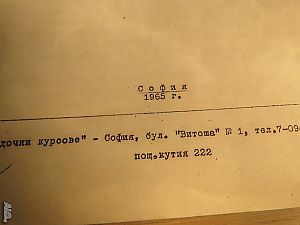 София
1965 г.
дочни курсове" - София, бул. "Витоша" № 1, тел.7-09
пощ.кутия 222